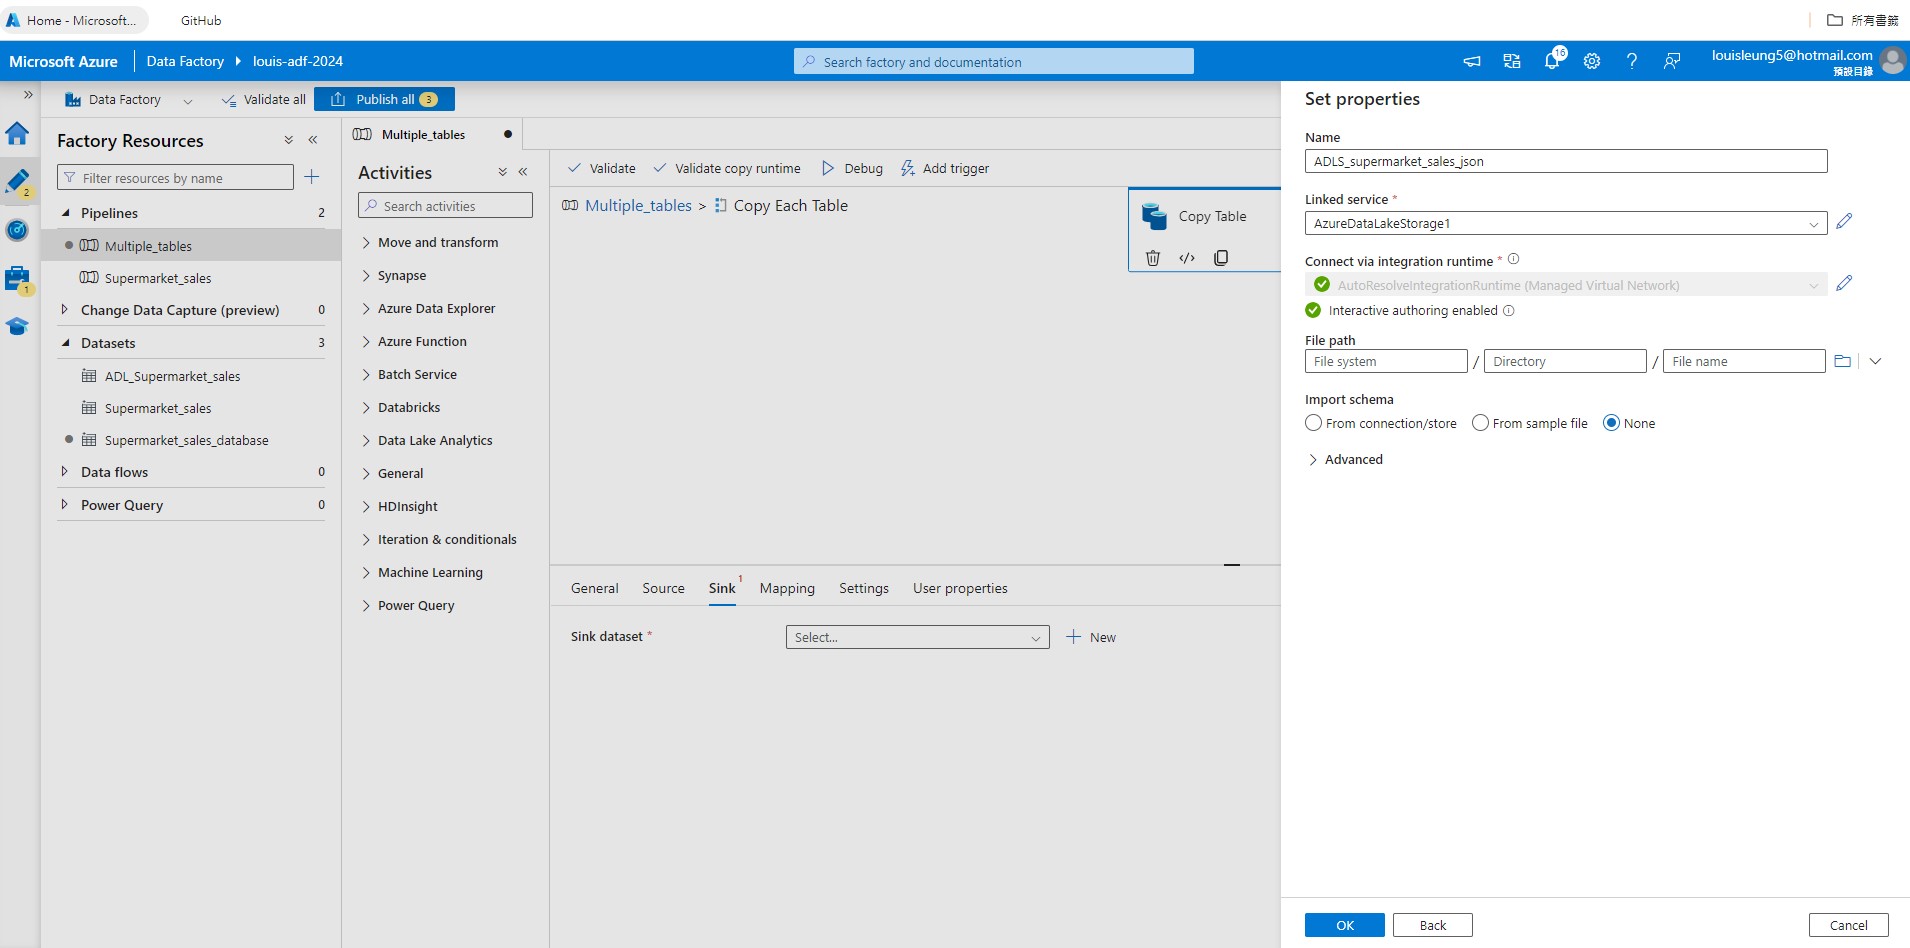 Home - Microsoft...
GitHub
所有書籤
Microsoft Azure
Data Factory
louis-adf-2024
Search factory and documentation
16
louisleung5@hotmail.com
預設目錄
Data Factory
Validate all
Publish all
3
Factory Resources
Filter resources by name
2
1
Pipelines
2
Multiple_tables
Supermarket_sales
Change Data Capture (preview)
0
Datasets
3
ADL_Supermarket_sales
Supermarket_sales
Supermarket_sales_database
Data flows
0
Power Query
0
Multiple_tables
Activities
Search activities
Move and transform
Synapse
Azure Data Explorer
Azure Function
Batch Service
Databricks
Data Lake Analytics
General
HDInsight
Iteration & conditionals
Machine Learning
Power Query
Validate
Validate copy runtime
Debug
Add trigger
Multiple_tables > Copy Each Table
Copy Table
General
Source
Sink 1
Mapping
Settings
User properties
Sink dataset *
Select...
New
Set properties
Name
ADLS_supermarket_sales_json
Linked service *
AzureDataLakeStorage1
Connect via integration runtime *
AutoResolveIntegrationRuntime (Managed Virtual Network)
Interactive authoring enabled
File path
File system / Directory / File name
Import schema
From connection/store
From sample file
None
Advanced
OK
Back
Cancel